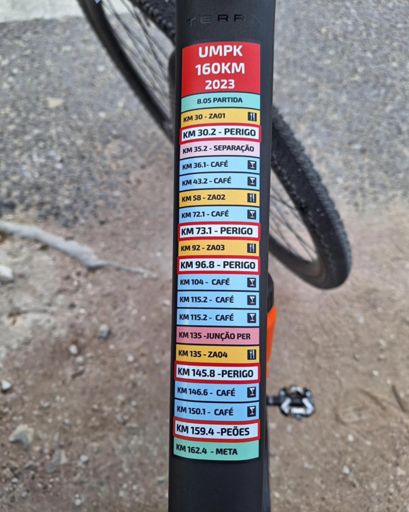 TERRA
UMPK
160KM
2023
8.05 PARTIDA
KM 30 - ZA01
KM 30.2 - PERIGO
KM 35.2 - SEPARAÇÃO
KM 36.1- CAFÉ
KM 43.2 - CAFÉ
KM 58 - ZA02
KM 72.1 - CAFÉ
KM 73.1 - PERIGO
KM 92 - ZA03
KM 96.8 - PERIGO
KM 104 - CAFÉ
KM 115.2 - CAFÉ
KM 115.2 - CAFÉ
KM 135 -JUNÇÃO PER
KM 135 - ZA04
KM 145.8 -PERIGO
KM 146.6 - CAFÉ
KM 150.1 - CAFÉ
KM 159.4 -PEÕES
KM 162.4 - META